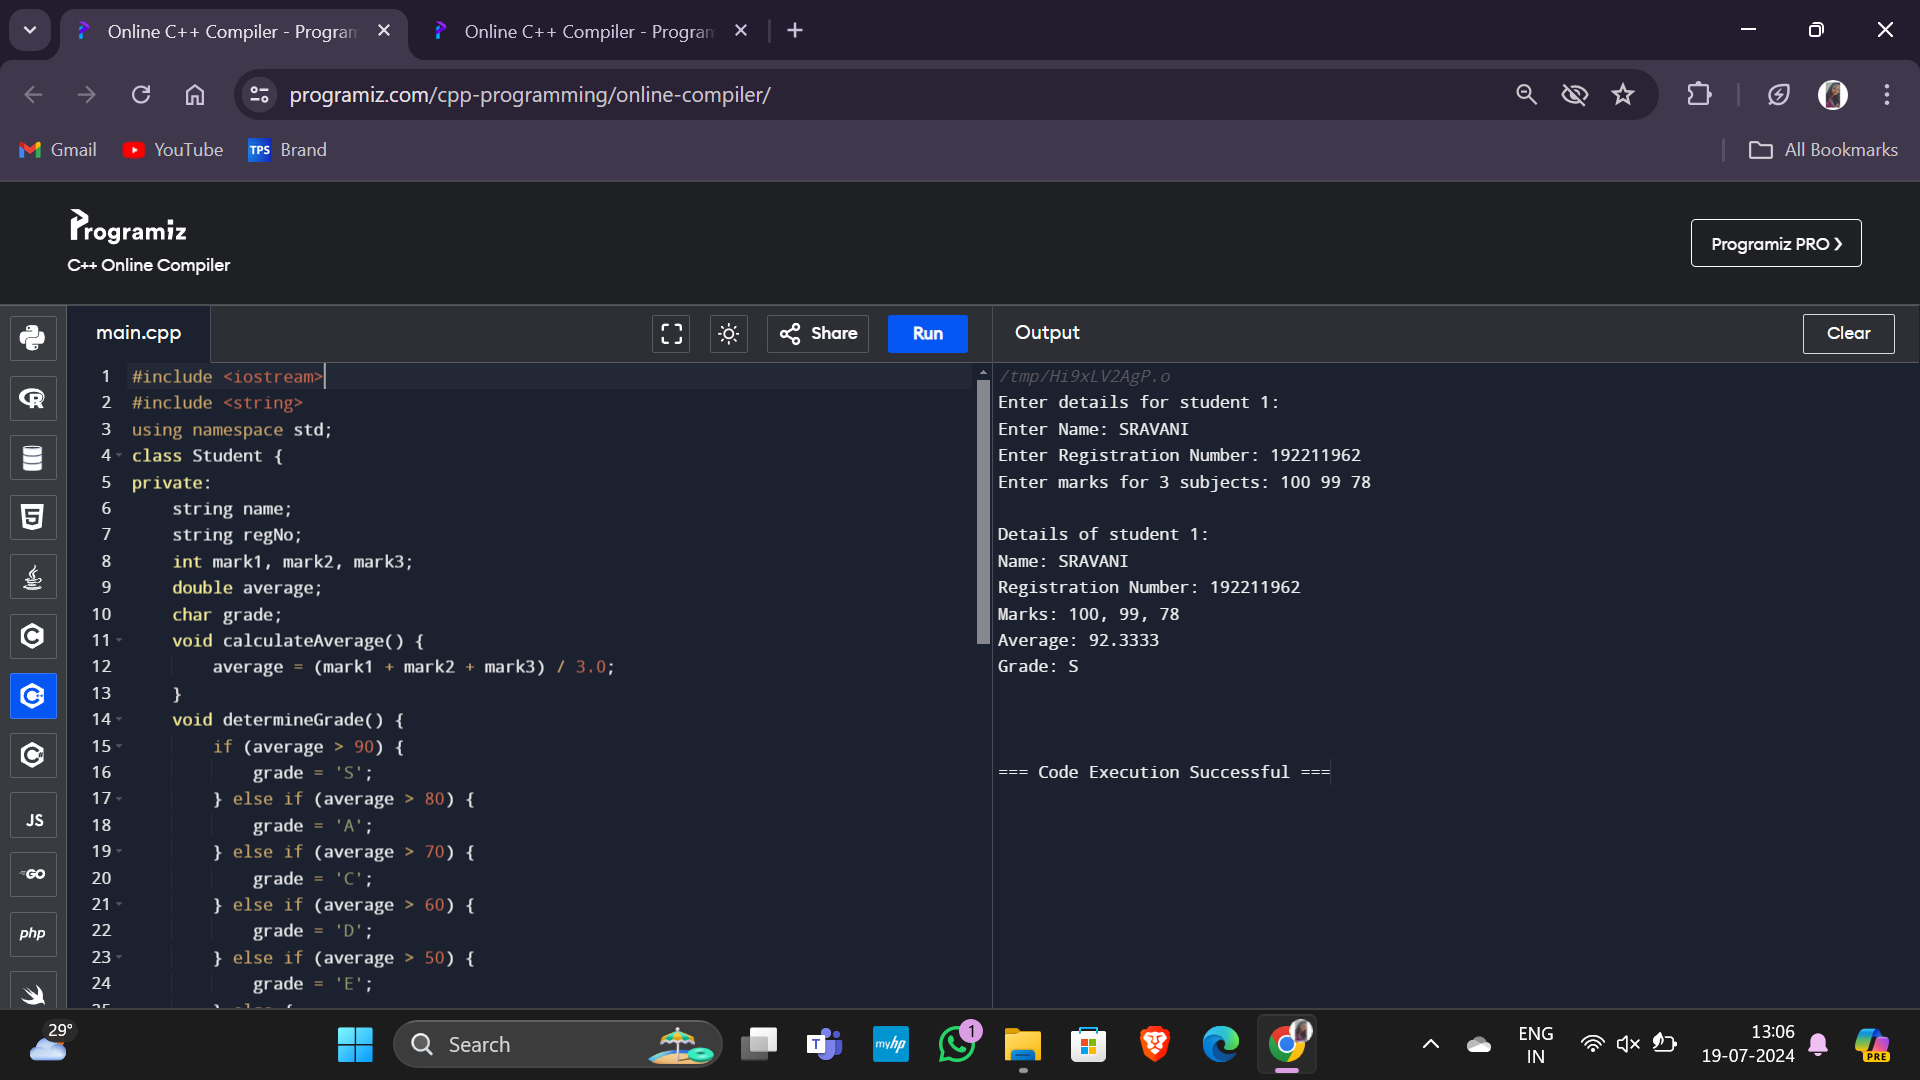 Online C++ Compiler - Program
Online C++ Compiler - Program
programiz.com/cpp-programming/online-compiler/
Gmail
YouTube
TPS Brand
All Bookmarks
Programiz
C++ Online Compiler
Programiz PRO ❯
main.cpp
Share
Run
Output
Clear
1 #include <iostream>
2 #include <string>
3 using namespace std;
4 class Student {
5 private:
6 string name;
7 string regNo;
8 int mark1, mark2, mark3;
9 double average;
10 char grade;
11 void calculateAverage() {
12 average = (mark1 + mark2 + mark3) / 3.0;
13 }
14 void determineGrade() {
15 if (average > 90) {
16 grade = 'S';
17 } else if (average > 80) {
18 grade = 'A';
19 } else if (average > 70) {
20 grade = 'C';
21 } else if (average > 60) {
22 grade = 'D';
23 } else if (average > 50) {
24 grade = 'E';
25 } else {
/tmp/Hi9xLV2AgP.o
Enter details for student 1:
Enter Name: SRAVANI
Enter Registration Number: 192211962
Enter marks for 3 subjects: 100 99 78
Details of student 1:
Name: SRAVANI
Registration Number: 192211962
Marks: 100, 99, 78
Average: 92.3333
Grade: S
=== Code Execution Successful ===
R
5
C
C
C
JS
GO
php
29°
Search
T
myhp
1
ENG
IN
13:06
19-07-2024
PRE